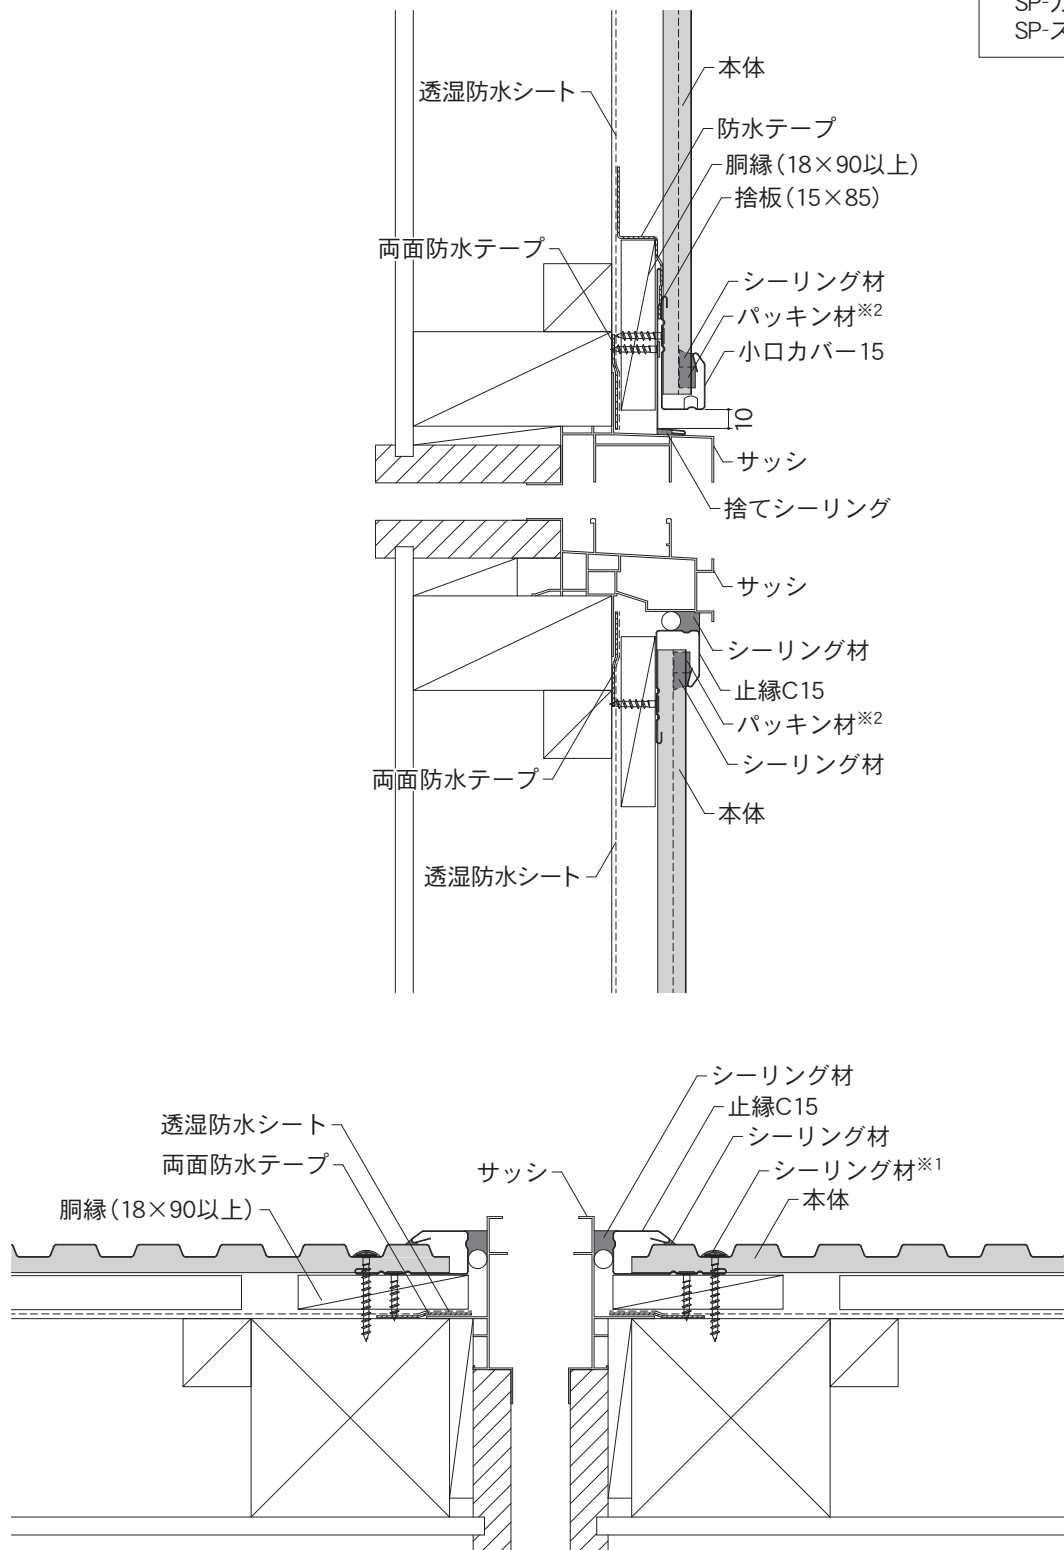 本体
透湿防水シート
防水テープ
胴縁(18×90以上)
捨板(15×85)
両面防水テープ
シーリング材
パッキン材※2
小口カバー15
10
サッシ
捨てシーリング
サッシ
シーリング材
止縁C15
パッキン材※2
シーリング材
両面防水テープ
本体
透湿防水シート
シーリング材
止縁C15
透湿防水シート
シーリング材
両面防水テープ
サッシ
シーリング材※1
胴縁(18×90以上)
本体